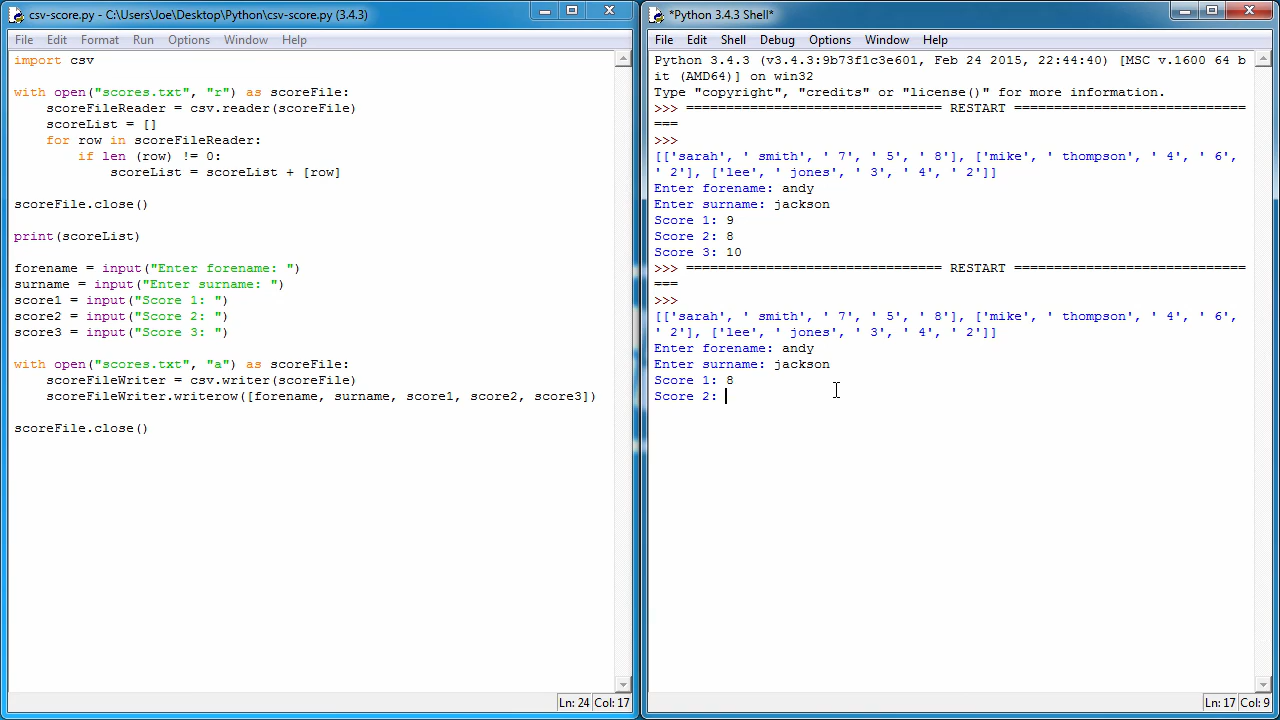 csv-score.py - C:\Users\Joe\Desktop\Python\csv-score.py (3.4.3)
File Edit Format Run Options Window Help
import csv
with open("scores.txt", "r") as scoreFile:
    scoreFileReader = csv.reader(scoreFile)
    scoreList = []
    for row in scoreFileReader:
        if len (row) != 0:
            scoreList = scoreList + [row]
scoreFile.close()
print(scoreList)
forename = input("Enter forename: ")
surname = input("Enter surname: ")
score1 = input("Score 1: ")
score2 = input("Score 2: ")
score3 = input("Score 3: ")
with open("scores.txt", "a") as scoreFile:
    scoreFileWriter = csv.writer(scoreFile)
    scoreFileWriter.writerow([forename, surname, score1, score2, score3])
scoreFile.close()
Ln: 24 Col: 17
*Python 3.4.3 Shell*
File Edit Shell Debug Options Window Help
Python 3.4.3 (v3.4.3:9b73f1c3e601, Feb 24 2015, 22:44:40) [MSC v.1600 64 b
it (AMD64)] on win32
Type "copyright", "credits" or "license()" for more information.
>>> ================================ RESTART =============================
===
>>>
[['sarah', ' smith', ' 7', ' 5', ' 8'], ['mike', ' thompson', ' 4', ' 6',
' 2'], ['lee', ' jones', ' 3', ' 4', ' 2']]
Enter forename: andy
Enter surname: jackson
Score 1: 9
Score 2: 8
Score 3: 10
>>> ================================ RESTART =============================
===
>>>
[['sarah', ' smith', ' 7', ' 5', ' 8'], ['mike', ' thompson', ' 4', ' 6',
' 2'], ['lee', ' jones', ' 3', ' 4', ' 2']]
Enter forename: andy
Enter surname: jackson
Score 1: 8
Score 2:
Ln: 17 Col: 9